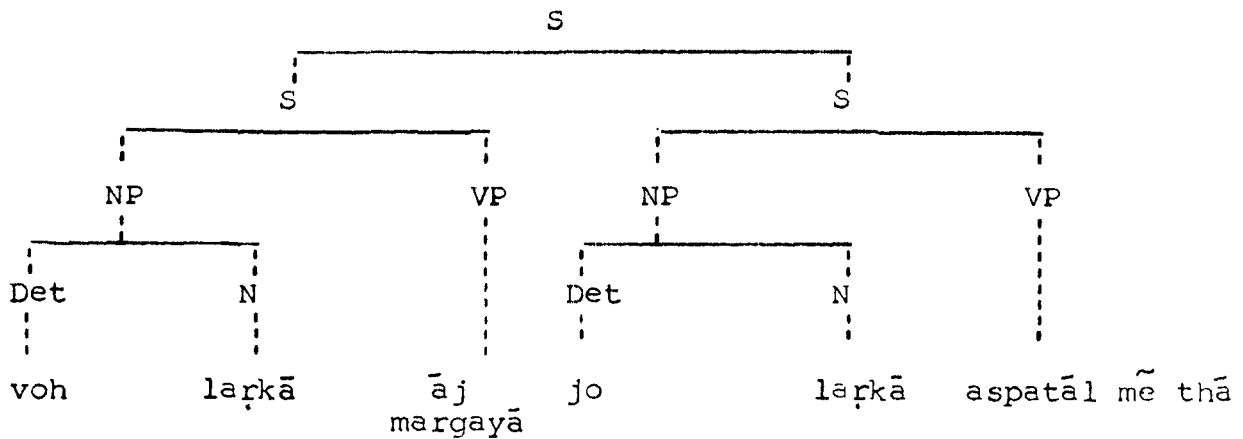 S
S S
NP VP NP VP
Det N Det N
voh laṛkā āj jo laṛkā aspatāl mẽ thā
margayā